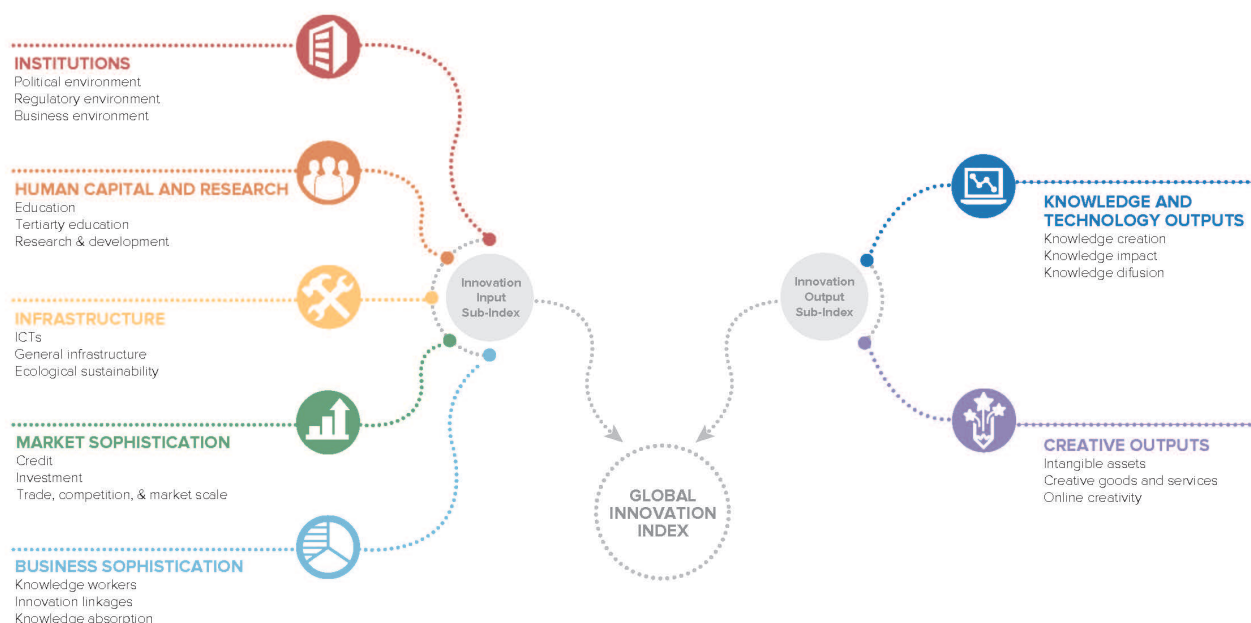 INSTITUTIONS
Political environment
Regulatory environment
Business environment
HUMAN CAPITAL AND RESEARCH
Education
Tertiarty education
Research & development
INFRASTRUCTURE
ICTs
General infrastructure
Ecological sustainability
MARKET SOPHISTICATION
Credit
Investment
Trade, competition, & market scale
BUSINESS SOPHISTICATION
Knowledge workers
Innovation linkages
Knowledge absorption
Innovation
Input
Sub-Index
Innovation
Output
Sub-Index
GLOBAL
INNOVATION
INDEX
KNOWLEDGE AND
TECHNOLOGY OUTPUTS
Knowledge creation
Knowledge impact
Knowledge difusion
CREATIVE OUTPUTS
Intangible assets
Creative goods and services
Online creativity